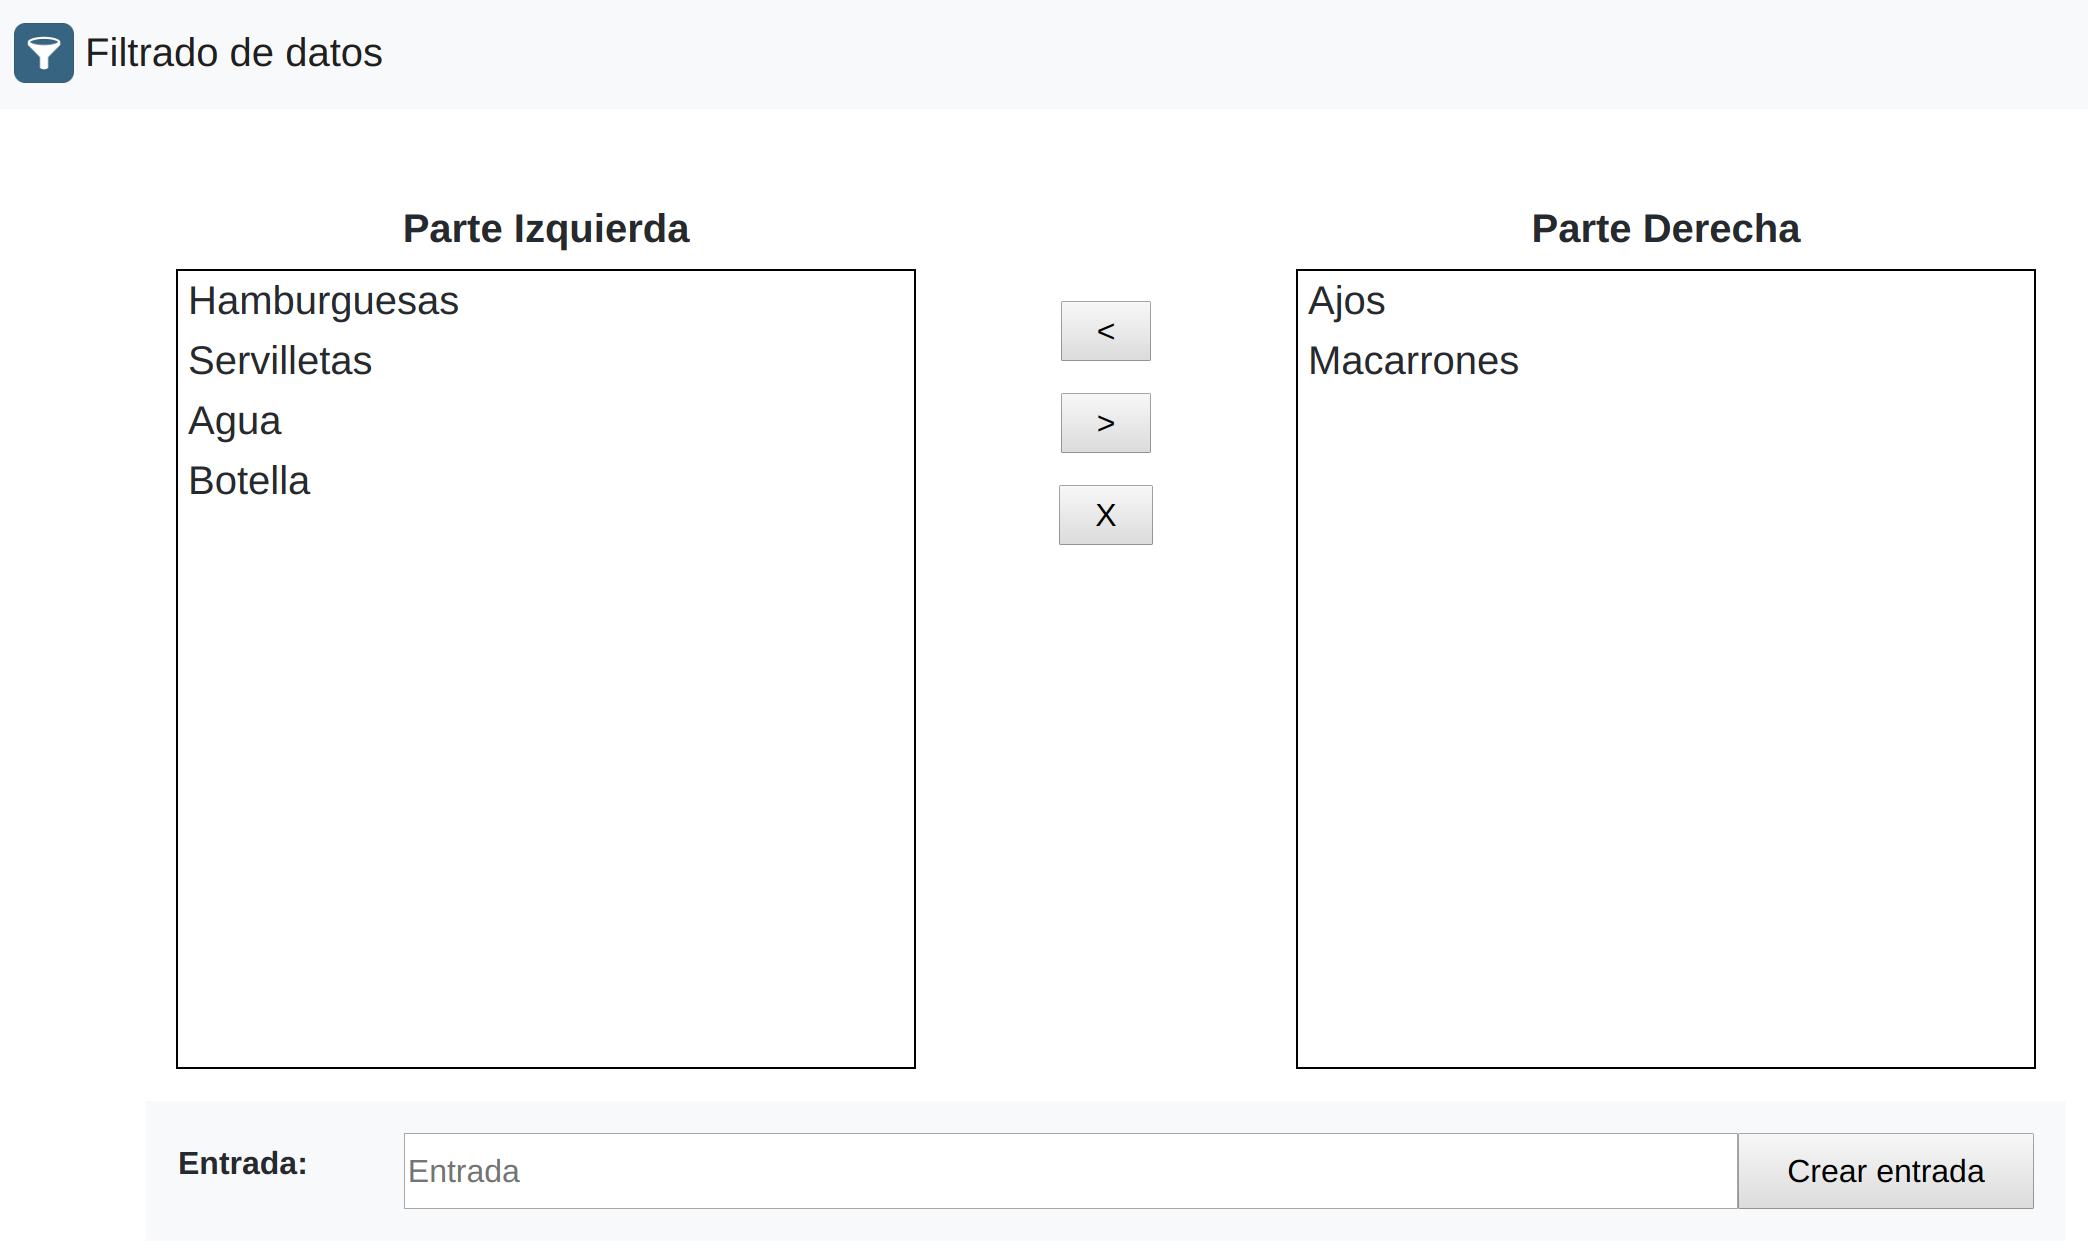 Filtrado de datos
Parte Izquierda
Hamburguesas
Servilletas
Agua
Botella
<
>
X
Parte Derecha
Ajos
Macarrones
Entrada:
Entrada
Crear entrada